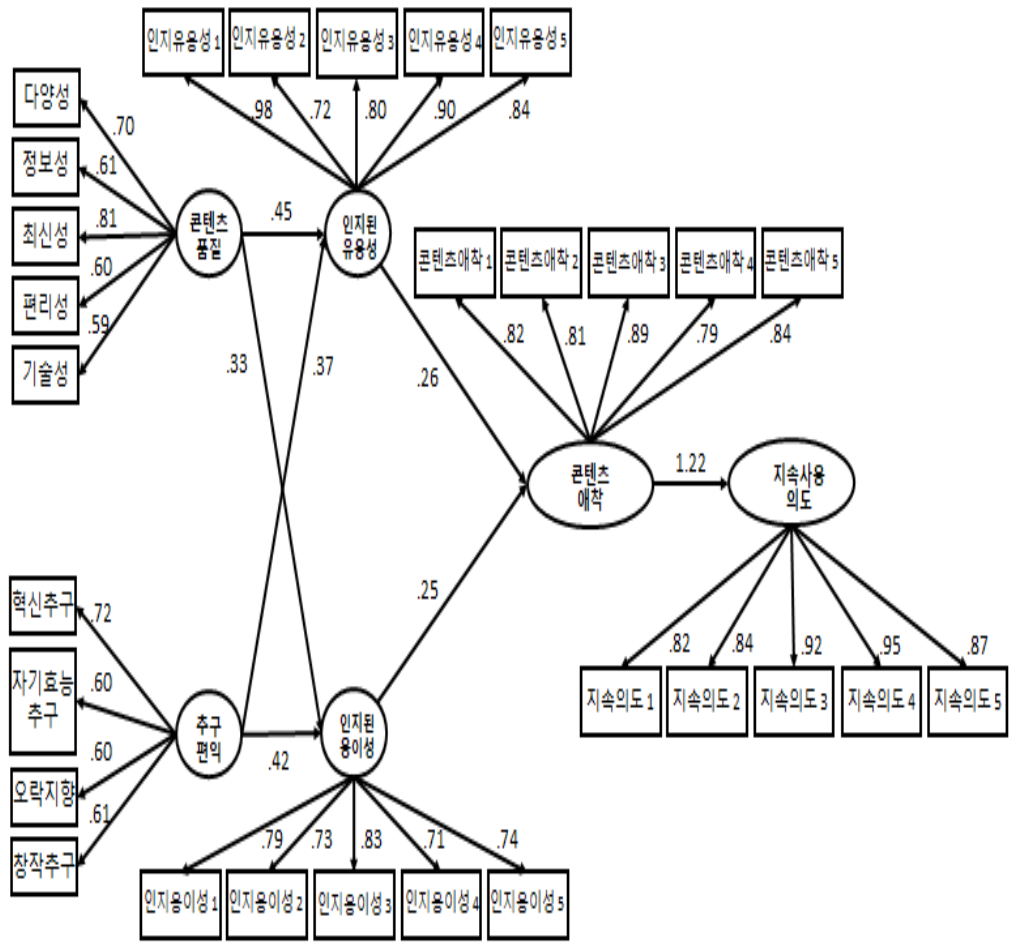 인지유용성 1
인지유용성 2
인지유용성 3
인지유용성 4
인지유용성 5
.98
.72
.80
.90
.84
다양성
정보성
최신성
편리성
기술성
.70
.61
.81
.60
.59
콘텐츠
품질
.45
인지된
유용성
.33
.37
.26
콘텐츠애착 1
콘텐츠애착 2
콘텐츠애착 3
콘텐츠애착 4
콘텐츠애착 5
.82
.81
.89
.79
.84
콘텐츠
애착
1.22
지속사용
의도
.25
.82
.84
.92
.95
.87
지속의도 1
지속의도 2
지속의도 3
지속의도 4
지속의도 5
혁신추구
자기효능
추구
오락지향
창작추구
.72
.60
.60
.61
추구
편익
.42
인지된
용이성
.79
.73
.83
.71
.74
인지용이성 1
인지용이성 2
인지용이성 3
인지용이성 4
인지용이성 5